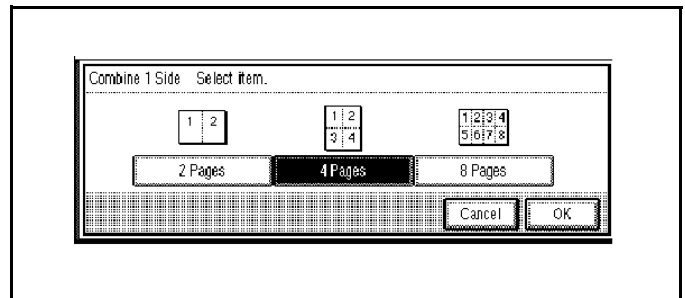 Combine 1 Side Select item.
1 2
1 2
3 4
1 2 3 4
5 6 7 8
2 Pages 4 Pages 8 Pages
Cancel OK